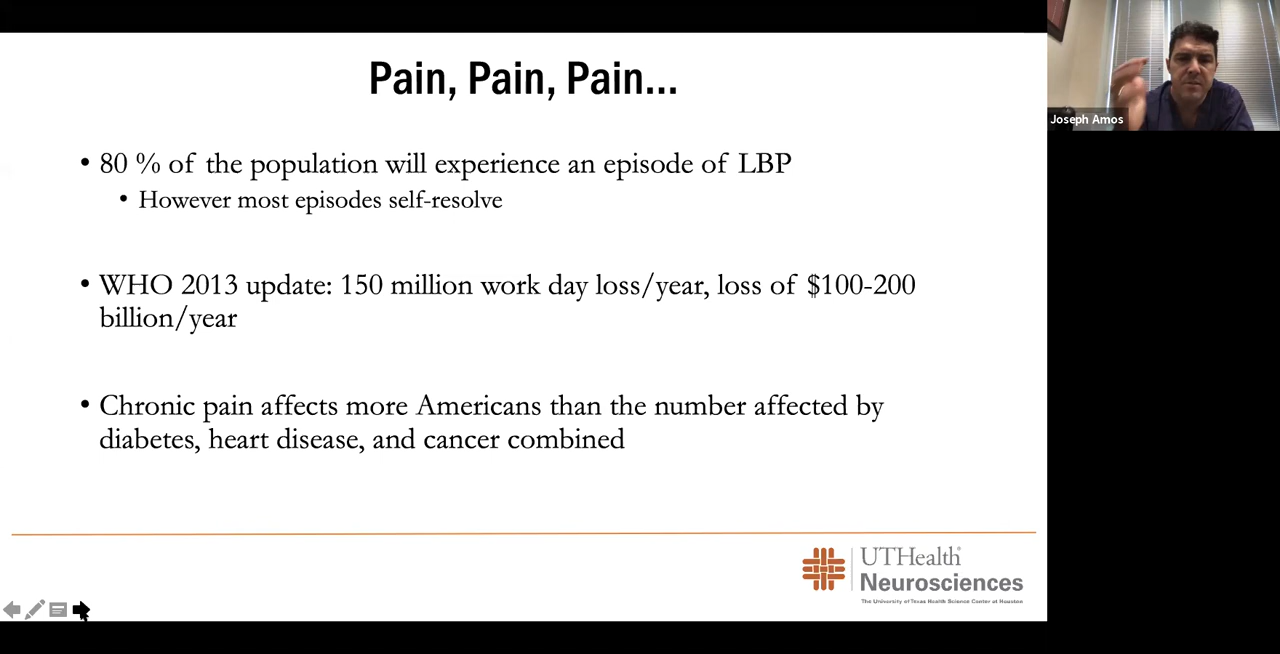 Pain, Pain, Pain...
• 80 % of the population will experience an episode of LBP
• However most episodes self-resolve
• WHO 2013 update: 150 million work day loss/year, loss of $100-200
billion/year
• Chronic pain affects more Americans than the number affected by
diabetes, heart disease, and cancer combined
UTHealth®
Neurosciences
The University of Texas Health Science Center at Houston
Joseph Amos